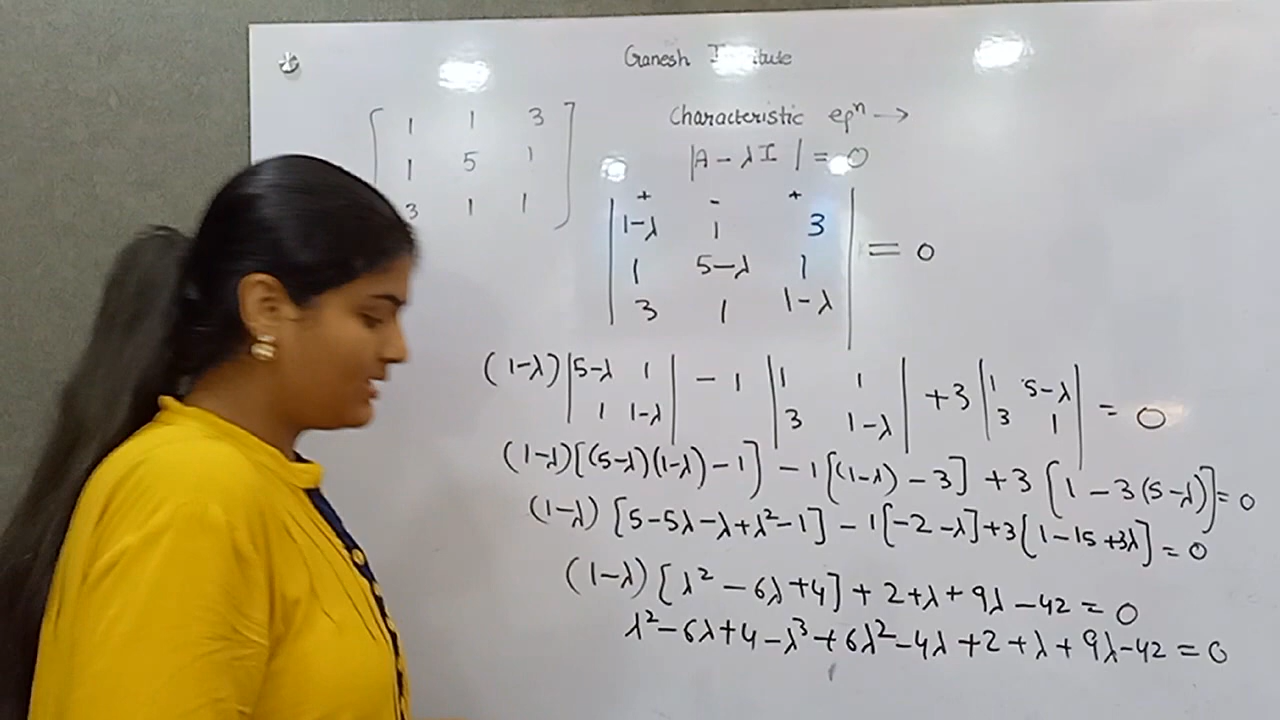 Ganesh Institute
1 1 3
1 5 1
3 1 1
Characteristic eqⁿ →
|A - λI| = 0
+ - +
|1-λ 1 3|
|1 5-λ 1| = 0
|3 1 1-λ|
(1-λ) |5-λ 1| - 1 |1 1| + 3 |1 5-λ| = 0
|1 1-λ| |3 1-λ| |3 1|
(1-λ)[(5-λ)(1-λ) - 1] - 1[(1-λ) - 3] + 3[1 - 3(5-λ)] = 0
(1-λ) [5-5λ-λ+λ²-1] - 1[-2-λ]+3[1-15+3λ] = 0
(1-λ) [λ² - 6λ+4] + 2+λ+9λ-42 = 0
λ²-6λ+4-λ³+6λ²-4λ+2+λ+9λ-42 = 0